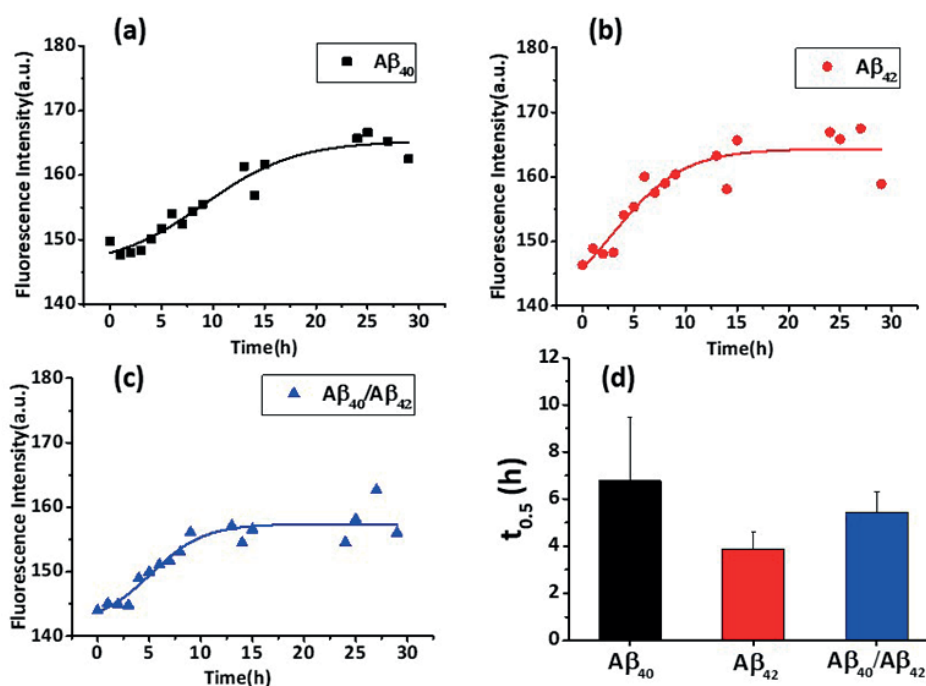 (a)
Aβ₄₀
180
170
160
150
140
Fluorescence Intensity(a.u.)
0 5 10 15 20 25 30
Time(h)
(b)
Aβ₄₂
180
170
160
150
140
Fluorescence Intensity(a.u.)
0 5 10 15 20 25 30
Time(h)
(c)
Aβ₄₀/Aβ₄₂
180
170
160
150
140
Fluorescence Intensity(a.u.)
0 5 10 15 20 25 30
Time(h)
(d)
12
10
8
6
4
2
0
t₀.₅ (h)
Aβ₄₀ Aβ₄₂ Aβ₄₀/Aβ₄₂